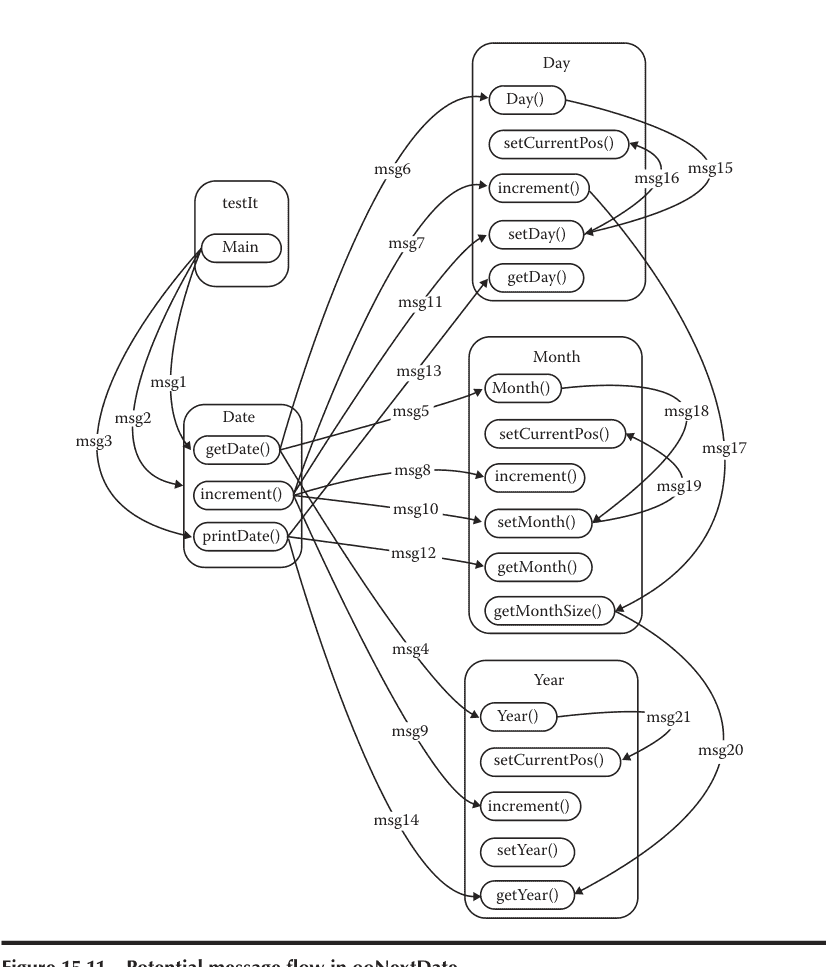 Day
Day()
msg6
setCurrentPos()
msg15
msg16
increment()
testIt
setDay()
Main
msg7
getDay()
msg11
Month
msg13
msg1
Month()
msg5
msg18
Date
msg2
msg3
setCurrentPos()
getDate()
msg17
msg8
increment()
msg19
increment()
msg10
setMonth()
printDate()
msg12
getMonth()
getMonthSize()
msg4
Year
Year()
msg21
msg9
msg20
setCurrentPos()
increment()
msg14
setYear()
getYear()
Figure 15.11 Potential message flow in ooNextDate